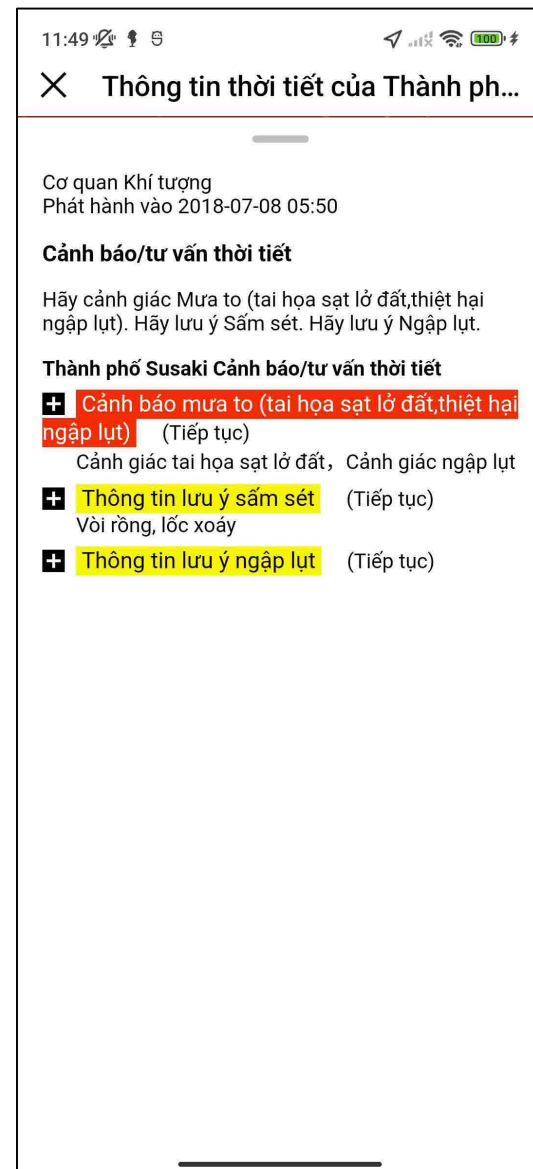 11:49
100
Thông tin thời tiết của Thành ph...
Cơ quan Khí tượng
Phát hành vào 2018-07-08 05:50
Cảnh báo/tư vấn thời tiết
Hãy cảnh giác Mưa to (tai họa sạt lở đất,thiệt hại
ngập lụt). Hãy lưu ý Sấm sét. Hãy lưu ý Ngập lụt.
Thành phố Susaki Cảnh báo/tư vấn thời tiết
Cảnh báo mưa to (tai họa sạt lở đất,thiệt hại
ngập lụt) (Tiếp tục)
Cảnh giác tai họa sạt lở đất，Cảnh giác ngập lụt
Thông tin lưu ý sấm sét (Tiếp tục)
Vòi rồng, lốc xoáy
Thông tin lưu ý ngập lụt (Tiếp tục)